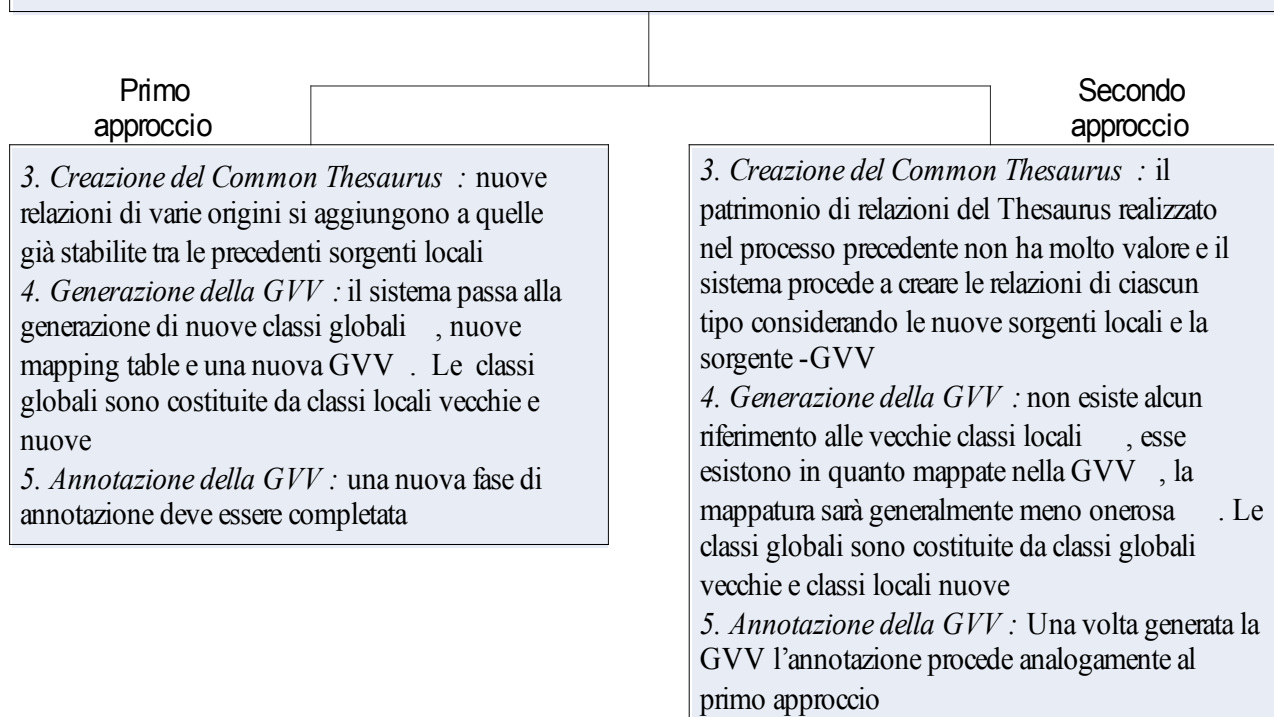 Primo
approccio
3. Creazione del Common Thesaurus : nuove
relazioni di varie origini si aggiungono a quelle
già stabilite tra le precedenti sorgenti locali
4. Generazione della GVV : il sistema passa alla
generazione di nuove classi globali , nuove
mapping table e una nuova GVV . Le classi
globali sono costituite da classi locali vecchie e
nuove
5. Annotazione della GVV : una nuova fase di
annotazione deve essere completata
Secondo
approccio
3. Creazione del Common Thesaurus : il
patrimonio di relazioni del Thesaurus realizzato
nel processo precedente non ha molto valore e il
sistema procede a creare le relazioni di ciascun
tipo considerando le nuove sorgenti locali e la
sorgente -GVV
4. Generazione della GVV : non esiste alcun
riferimento alle vecchie classi locali , esse
esistono in quanto mappate nella GVV , la
mappatura sarà generalmente meno onerosa . Le
classi globali sono costituite da classi globali
vecchie e classi locali nuove
5. Annotazione della GVV : Una volta generata la
GVV l'annotazione procede analogamente al
primo approccio